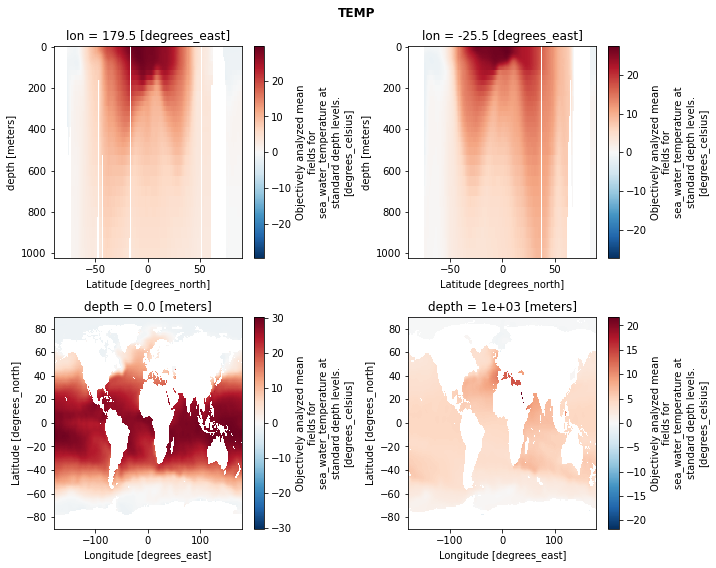 TEMP
lon = 179.5 [degrees_east]
0
200
400
600
800
1000
depth [meters]
−50
0
50
Latitude [degrees_north]
20
10
0
−10
−20
Objectively analyzed mean
fields for
sea_water_temperature at
standard depth levels.
[degrees_celsius]
lon = -25.5 [degrees_east]
0
200
400
600
800
1000
depth [meters]
−50
0
50
Latitude [degrees_north]
20
10
0
−10
−20
Objectively analyzed mean
fields for
sea_water_temperature at
standard depth levels.
[degrees_celsius]
depth = 0.0 [meters]
80
60
40
20
0
−20
−40
−60
−80
Latitude [degrees_north]
−100
0
100
Longitude [degrees_east]
30
20
10
0
−10
−20
−30
Objectively analyzed mean
fields for
sea_water_temperature at
standard depth levels.
[degrees_celsius]
depth = 1e+03 [meters]
80
60
40
20
0
−20
−40
−60
−80
Latitude [degrees_north]
−100
0
100
Longitude [degrees_east]
20
15
10
5
0
−5
−10
−15
−20
Objectively analyzed mean
fields for
sea_water_temperature at
standard depth levels.
[degrees_celsius]